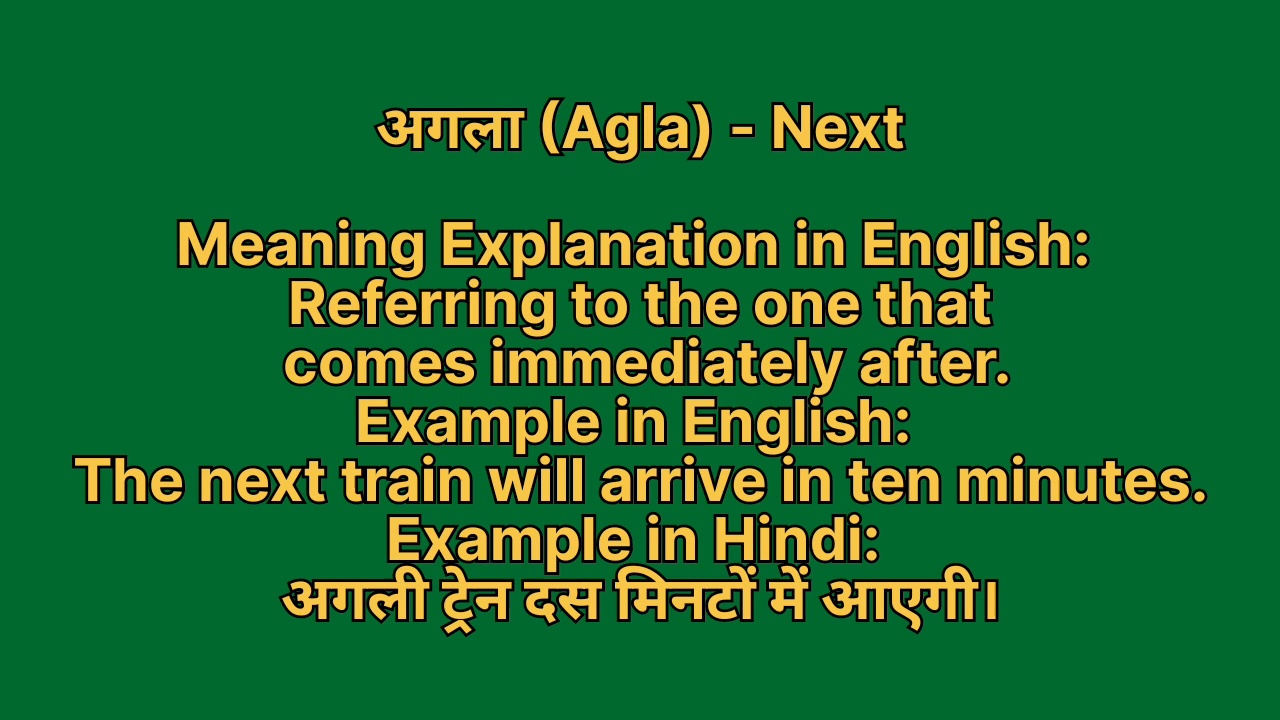 अगला (Agla) - Next
Meaning Explanation in English:
Referring to the one that
comes immediately after.
Example in English:
The next train will arrive in ten minutes.
Example in Hindi:
अगली ट्रेन दस मिनटों में आएगी।